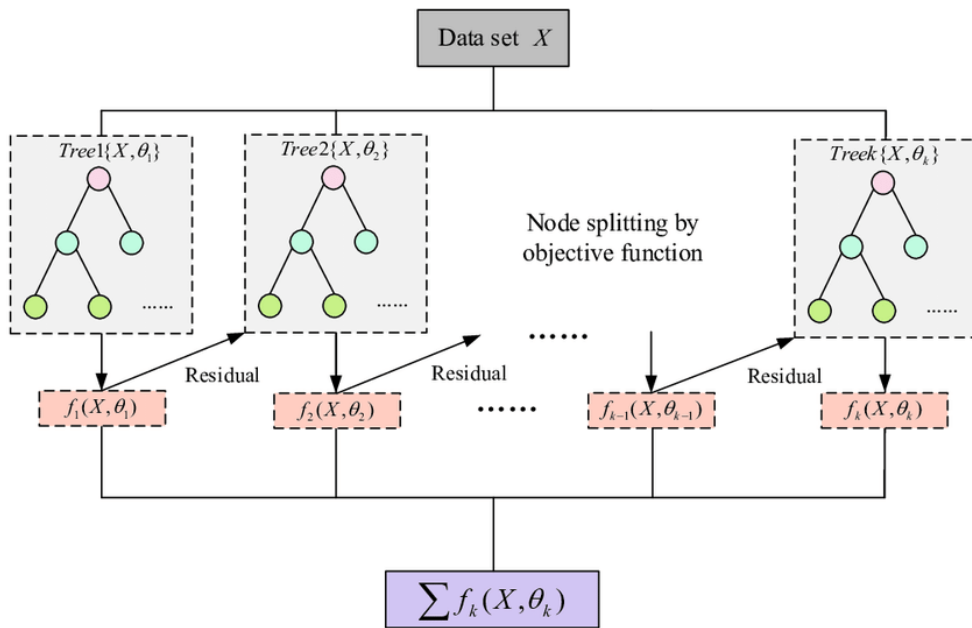 Data set X
Tree1{X,θ₁}
Tree2{X,θ₂}
Treek{X,θₖ}
Node splitting by
objective function
......
......
......
......
Residual
Residual
Residual
f₁(X,θ₁)
f₂(X,θ₂)
......
fₖ₋₁(X,θₖ₋₁)
fₖ(X,θₖ)
∑fₖ(X,θₖ)